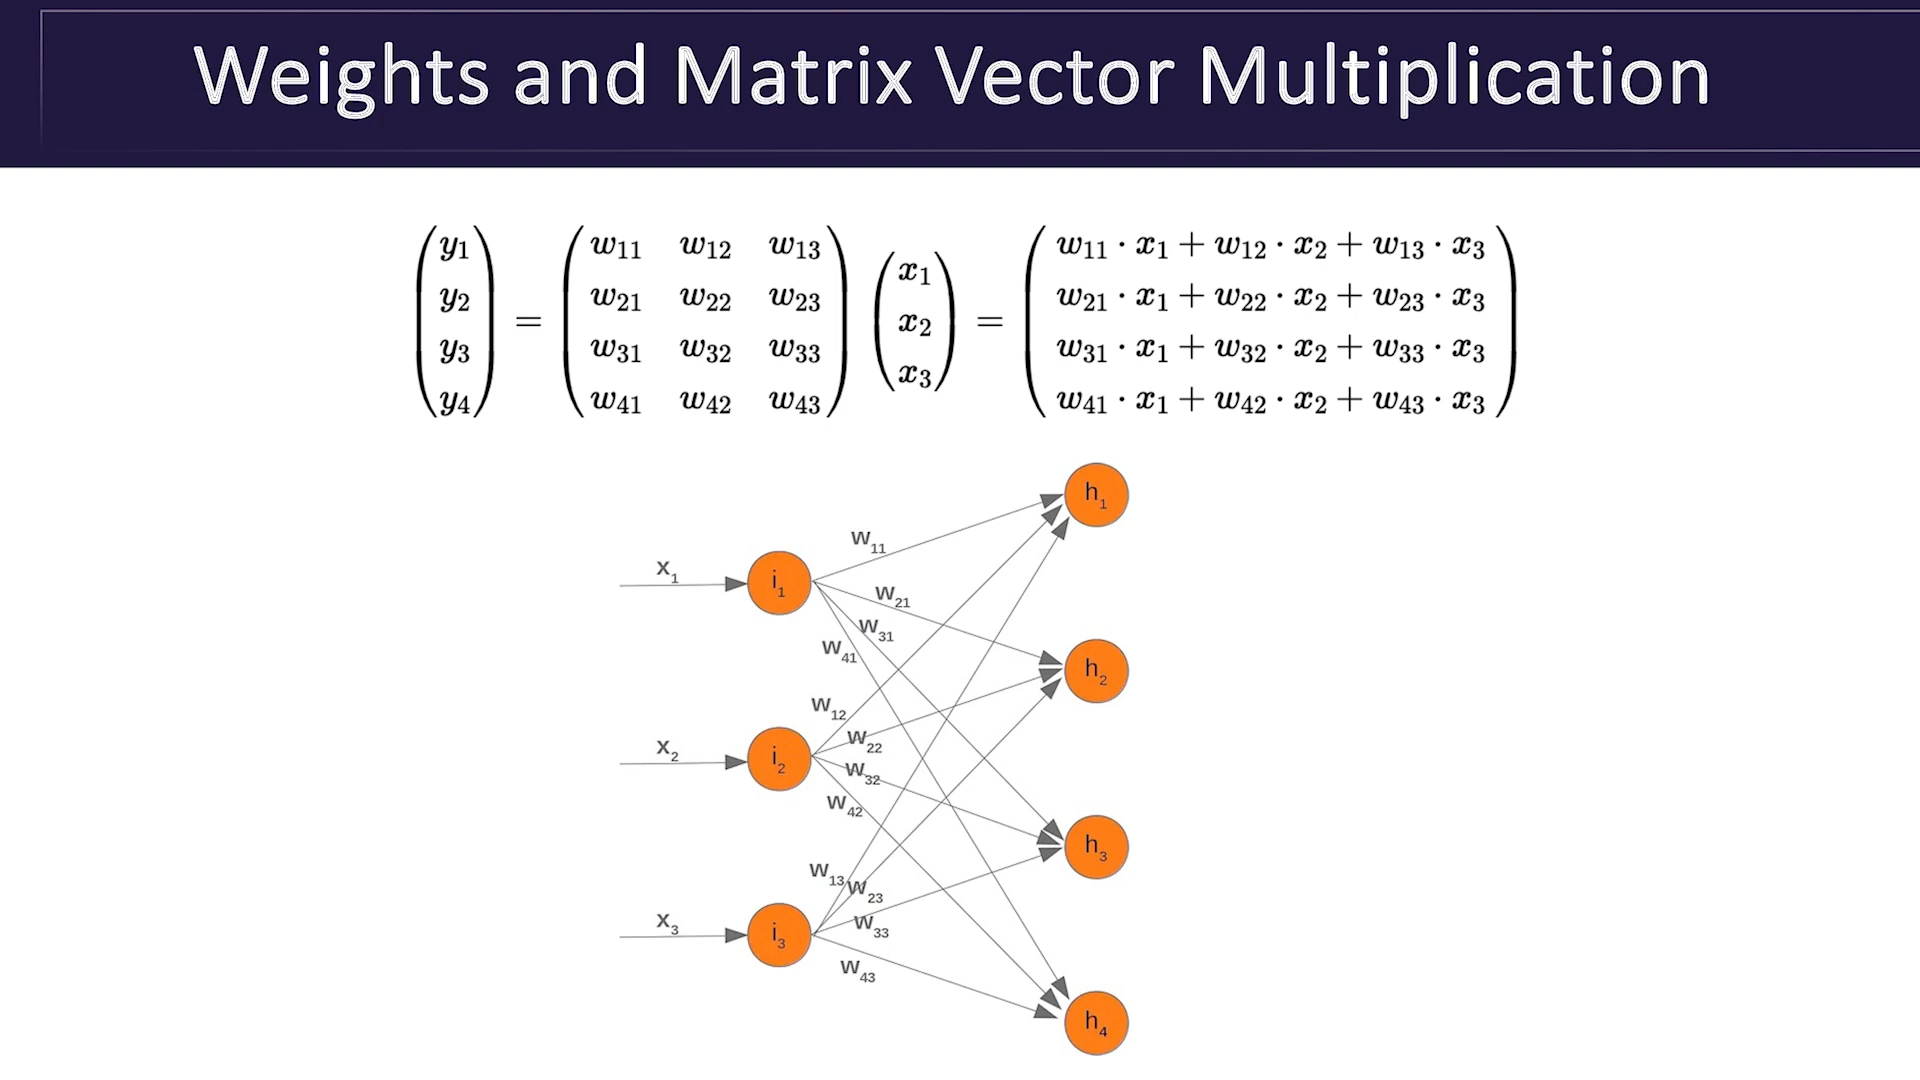 Weights and Matrix Vector Multiplication
(y₁ y₂ y₃ y₄) = (w₁₁ w₁₂ w₁₃ w₂₁ w₂₂ w₂₃ w₃₁ w₃₂ w₃₃ w₄₁ w₄₂ w₄₃) (x₁ x₂ x₃) = (w₁₁ · x₁ + w₁₂ · x₂ + w₁₃ · x₃
w₂₁ · x₁ + w₂₂ · x₂ + w₂₃ · x₃
w₃₁ · x₁ + w₃₂ · x₂ + w₃₃ · x₃
w₄₁ · x₁ + w₄₂ · x₂ + w₄₃ · x₃)
h₁
w₁₁
x₁
i₁
w₂₁
w₃₁
w₄₁
h₂
w₁₂
x₂
i₂
w₂₂
w₃₂
w₄₂
h₃
w₁₃
w₂₃
x₃
i₃
w₃₃
w₄₃
h₄